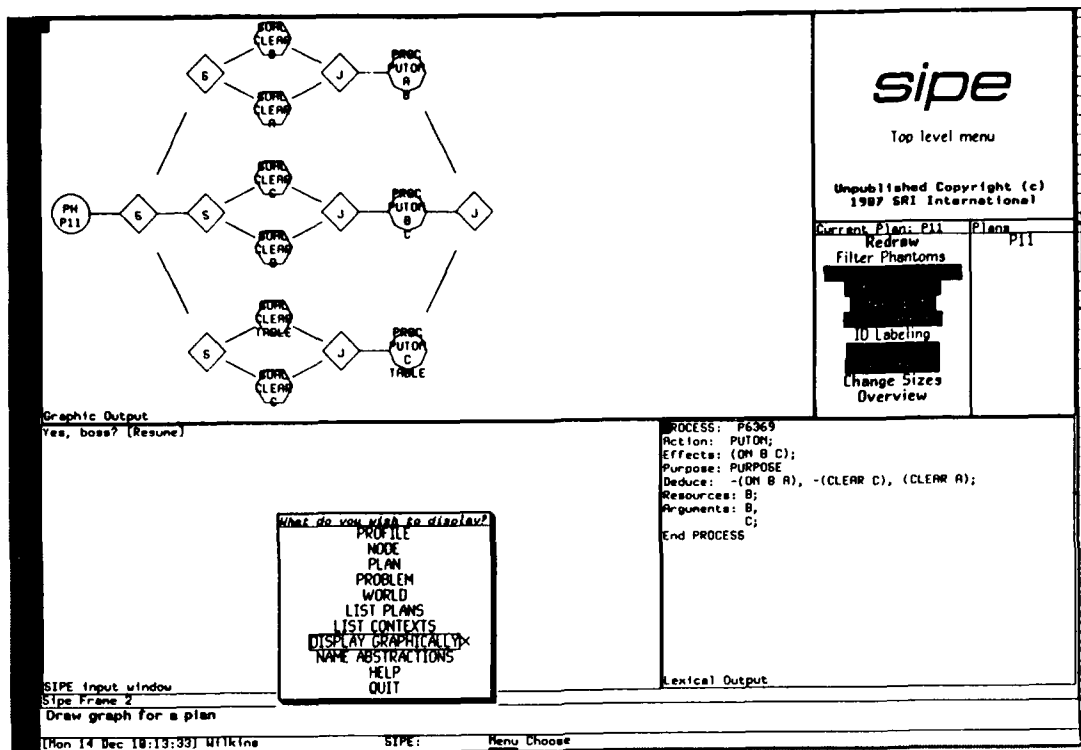 GOAL
CLEAR
B
S
J
PROC
PUTON
A
B
GOAL
CLEAR
A
GOAL
CLEAR
C
PH
P11
S
S
J
PROC
PUTON
B
C
J
GOAL
CLEAR
B
GOAL
CLEAR
TABLE
S
J
PROC
PUTON
C
TABLE
GOAL
CLEAR
C
Graphic Output
sipe
Top level menu
Unpublished Copyright (c)
1987 SRI International
Current Plan: P11
Redraw
Filter Phantoms
ID Labeling
Change Sizes
Overview
Plans
P11
Yes, boss? [Resume]
What do you wish to display?
PROFILE
NODE
PLAN
PROBLEM
WORLD
LIST PLANS
LIST CONTEXTS
DISPLAY GRAPHICALLY
NAME ABSTRACTIONS
HELP
QUIT
SIPE input window
PROCESS: P6369
Action: PUTON;
Effects: (ON B C);
Purpose: PURPOSE
Deduce: -(ON B A), -(CLEAR C), (CLEAR A);
Resources: B;
Arguments: B,
C;
End PROCESS
Lexical Output
Sipe Frame 2
Draw graph for a plan
[Mon 14 Dec 10:13:33] Wilkins SIPE: Menu Choose